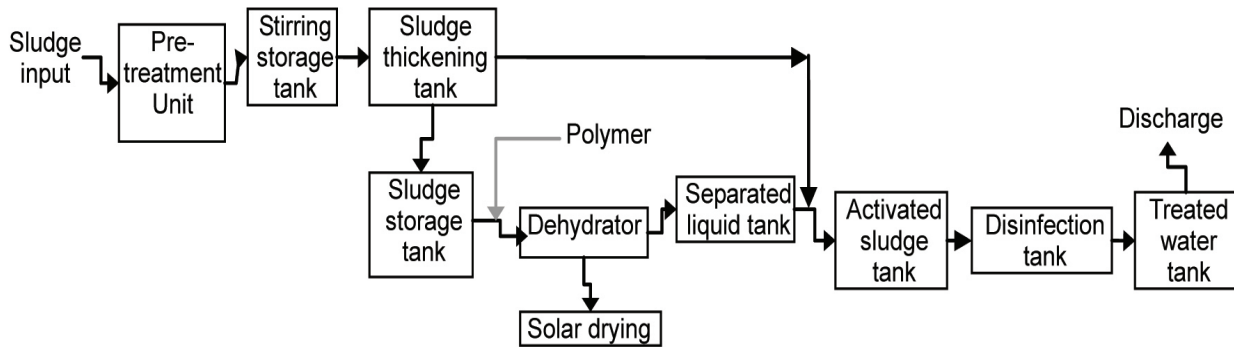 Sludge
input
Pre-
treatment
Unit
Stirring
storage
tank
Sludge
thickening
tank
Polymer
Sludge
storage
tank
Dehydrator
Solar drying
Separated
liquid tank
Activated
sludge
tank
Disinfection
tank
Treated
water
tank
Discharge